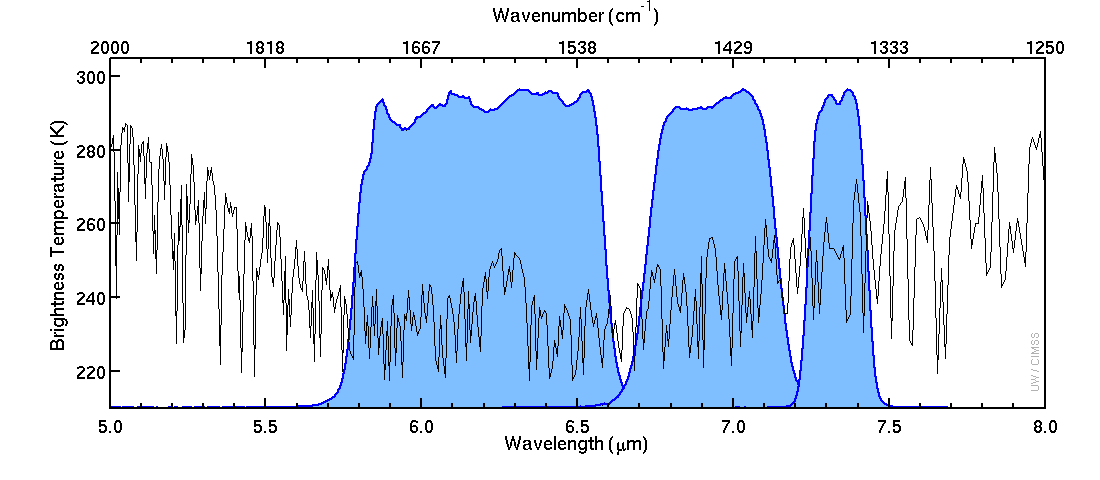 Wavenumber (cm-1)
2000 1818 1667 1538 1429 1333 1250
300
280
260
240
220
Brightness Temperature (K)
UW / CIMSS
5.0 5.5 6.0 6.5 7.0 7.5 8.0
Wavelength (μm)